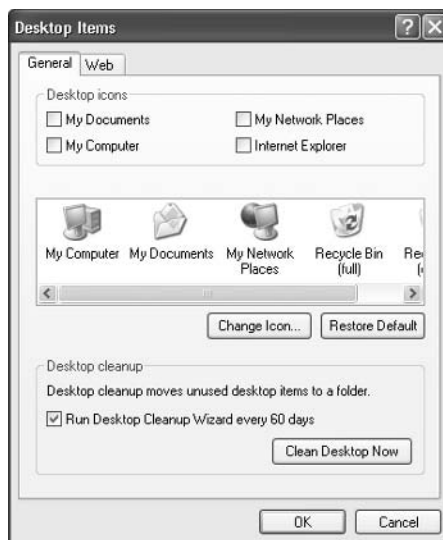 Desktop Items
General Web
Desktop icons
My Documents My Network Places
My Computer Internet Explorer
My Computer My Documents My Network Places Recycle Bin (full)
Change Icon... Restore Default
Desktop cleanup
Desktop cleanup moves unused desktop items to a folder.
Run Desktop Cleanup Wizard every 60 days
Clean Desktop Now
OK Cancel